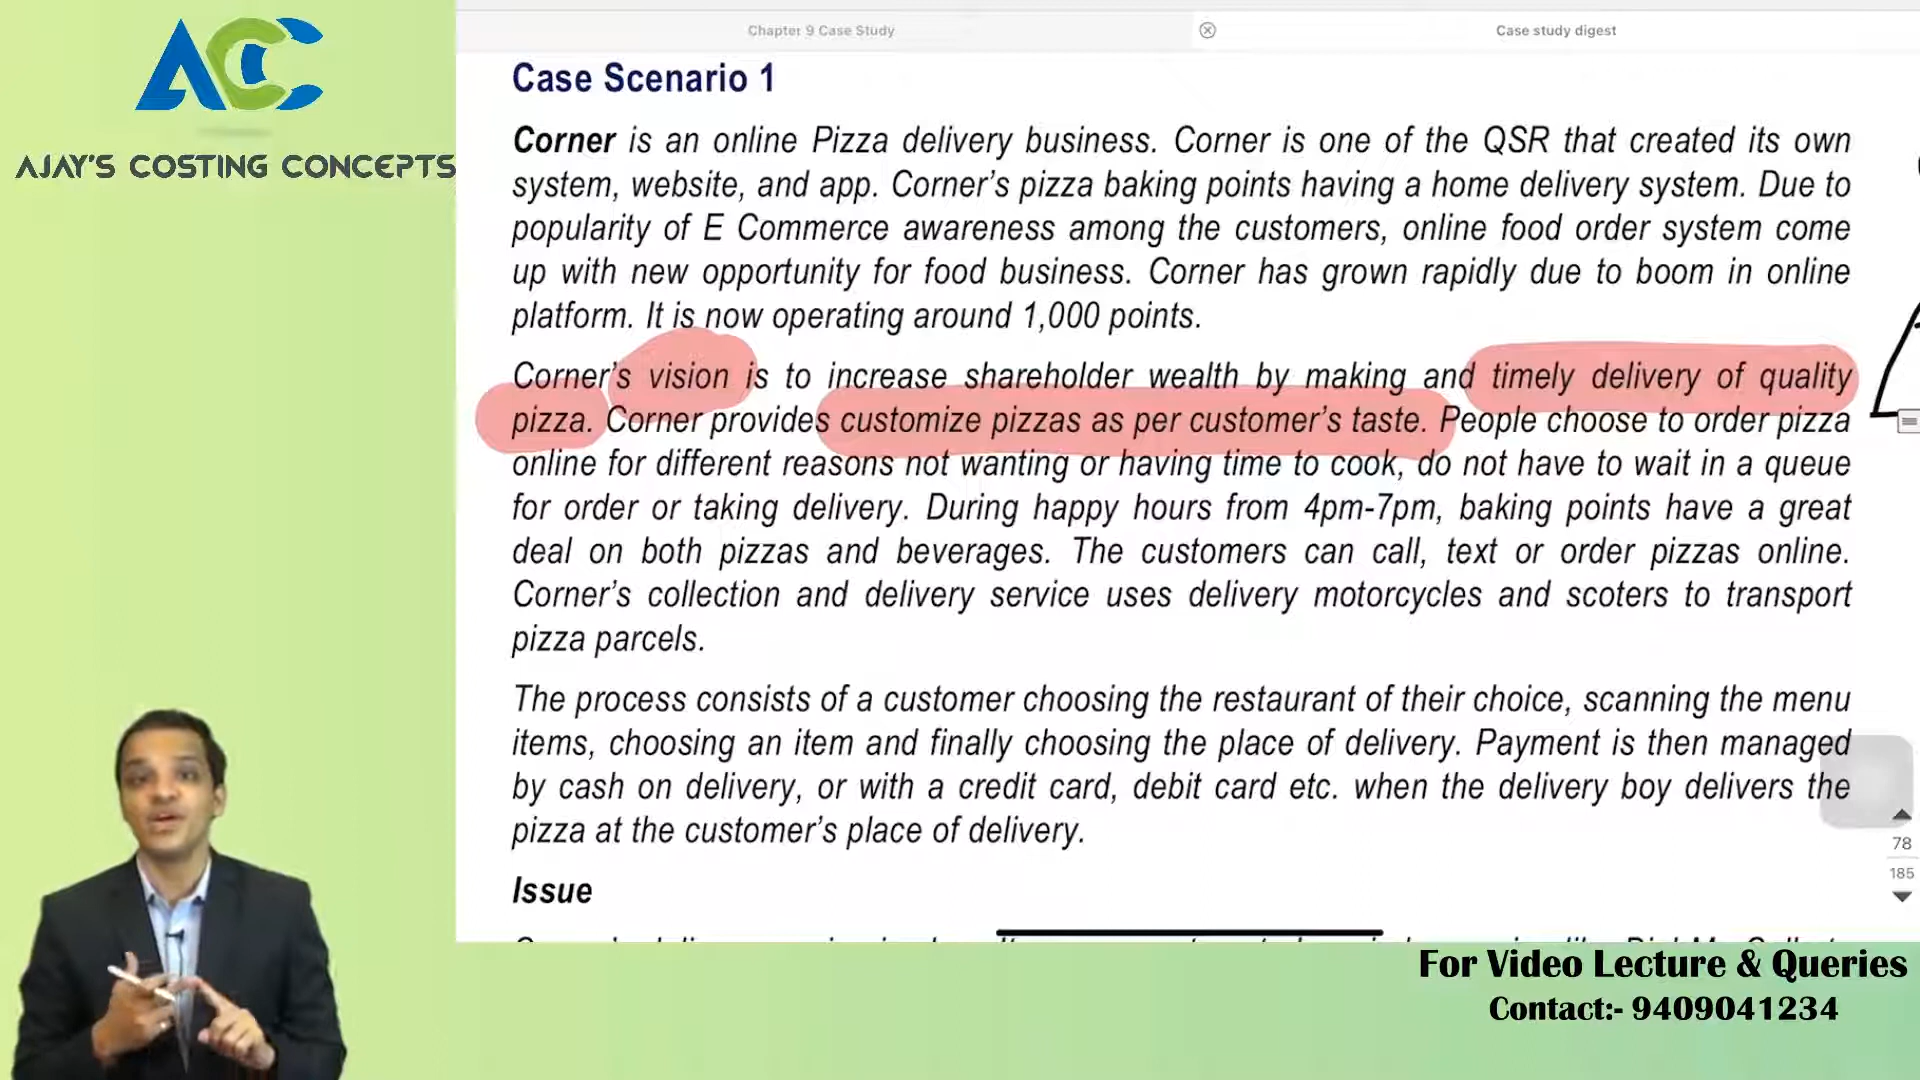 ACC
AJAY'S COSTING CONCEPTS
Chapter 9 Case Study
Case study digest
Case Scenario 1
Corner is an online Pizza delivery business. Corner is one of the QSR that created its own
system, website, and app. Corner's pizza baking points having a home delivery system. Due to
popularity of E Commerce awareness among the customers, online food order system come
up with new opportunity for food business. Corner has grown rapidly due to boom in online
platform. It is now operating around 1,000 points.
Corner's vision is to increase shareholder wealth by making and timely delivery of quality
pizza. Corner provides customize pizzas as per customer's taste. People choose to order pizza
online for different reasons not wanting or having time to cook, do not have to wait in a queue
for order or taking delivery. During happy hours from 4pm-7pm, baking points have a great
deal on both pizzas and beverages. The customers can call, text or order pizzas online.
Corner's collection and delivery service uses delivery motorcycles and scoters to transport
pizza parcels.
The process consists of a customer choosing the restaurant of their choice, scanning the menu
items, choosing an item and finally choosing the place of delivery. Payment is then managed
by cash on delivery, or with a credit card, debit card etc. when the delivery boy delivers the
pizza at the customer's place of delivery.
78
185
Issue
For Video Lecture & Queries
Contact:- 9409041234